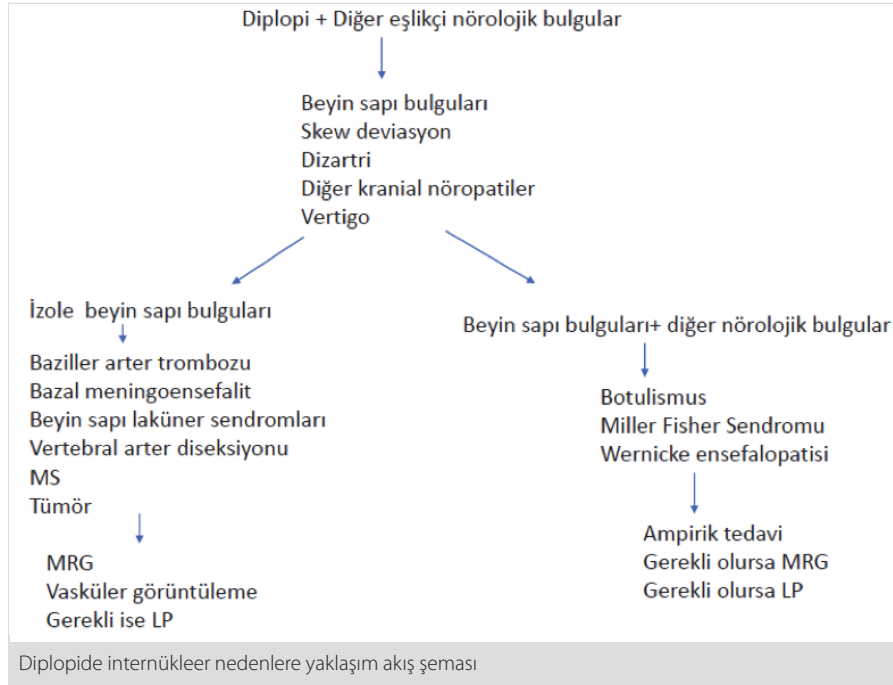 Diplopi + Diğer eşlikçi nörolojik bulgular
Beyin sapı bulguları
Skew deviasyon
Dizartri
Diğer kranial nöropatiler
Vertigo
İzole beyin sapı bulguları
Baziller arter trombozu
Bazal meningoensefalit
Beyin sapı laküner sendromları
Vertebral arter diseksiyonu
MS
Tümör
MRG
Vasküler görüntüleme
Gerekli ise LP
Beyin sapı bulguları+ diğer nörolojik bulgular
Botulismus
Miller Fisher Sendromu
Wernicke ensefalopatisi
Ampirik tedavi
Gerekli olursa MRG
Gerekli olursa LP
Diplopide internükleer nedenlere yaklaşım akış şeması